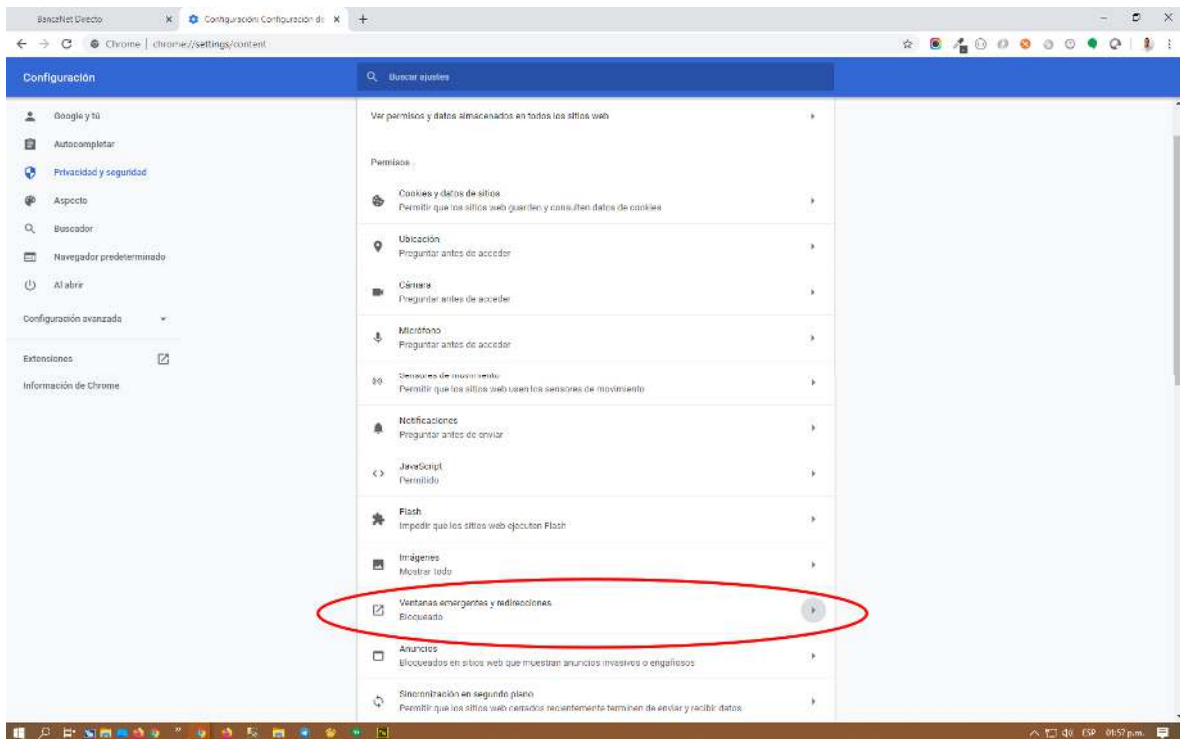 BancaNet Directo
Configuración: Configuración de
Chrome | chrome://settings/content
Configuración
Buscar ajustes
Google y tú
Autocompletar
Privacidad y seguridad
Aspecto
Buscador
Navegador predeterminado
Al abrir
Configuración avanzada
Extensiones
Información de Chrome
Ver permisos y datos almacenados en todos los sitios web
Permisos
Cookies y datos de sitios
Permitir que los sitios web guarden y consulten datos de cookies
Ubicación
Preguntar antes de acceder
Cámara
Preguntar antes de acceder
Micrófono
Preguntar antes de acceder
Sensores de movimiento
Permitir que los sitios web usen los sensores de movimiento
Notificaciones
Preguntar antes de enviar
JavaScript
Permitido
Flash
Impedir que los sitios web ejecuten Flash
Imágenes
Mostrar todo
Ventanas emergentes y redirecciones
Bloqueado
Anuncios
Bloqueados en sitios web que muestran anuncios invasivos o engañosos
Sincronización en segundo plano
Permitir que los sitios web cerrados recientemente terminen de enviar y recibir datos
ESP 01:57 p.m.